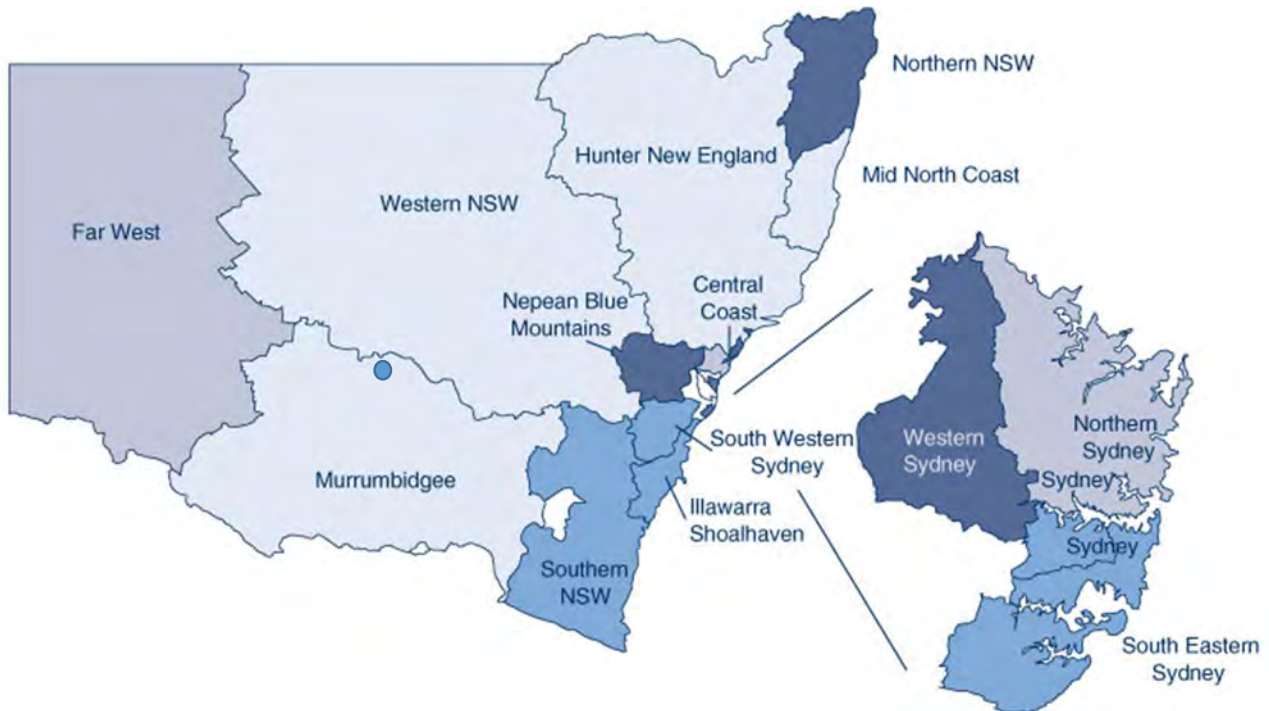 Northern NSW
Hunter New England
Mid North Coast
Western NSW
Far West
Central
Coast
Nepean Blue
Mountains
Northern
Sydney
Western
Sydney
South Western
Sydney
Sydney
Murrumbidgee
Illawarra
Shoalhaven
Sydney
Southern
NSW
South Eastern
Sydney